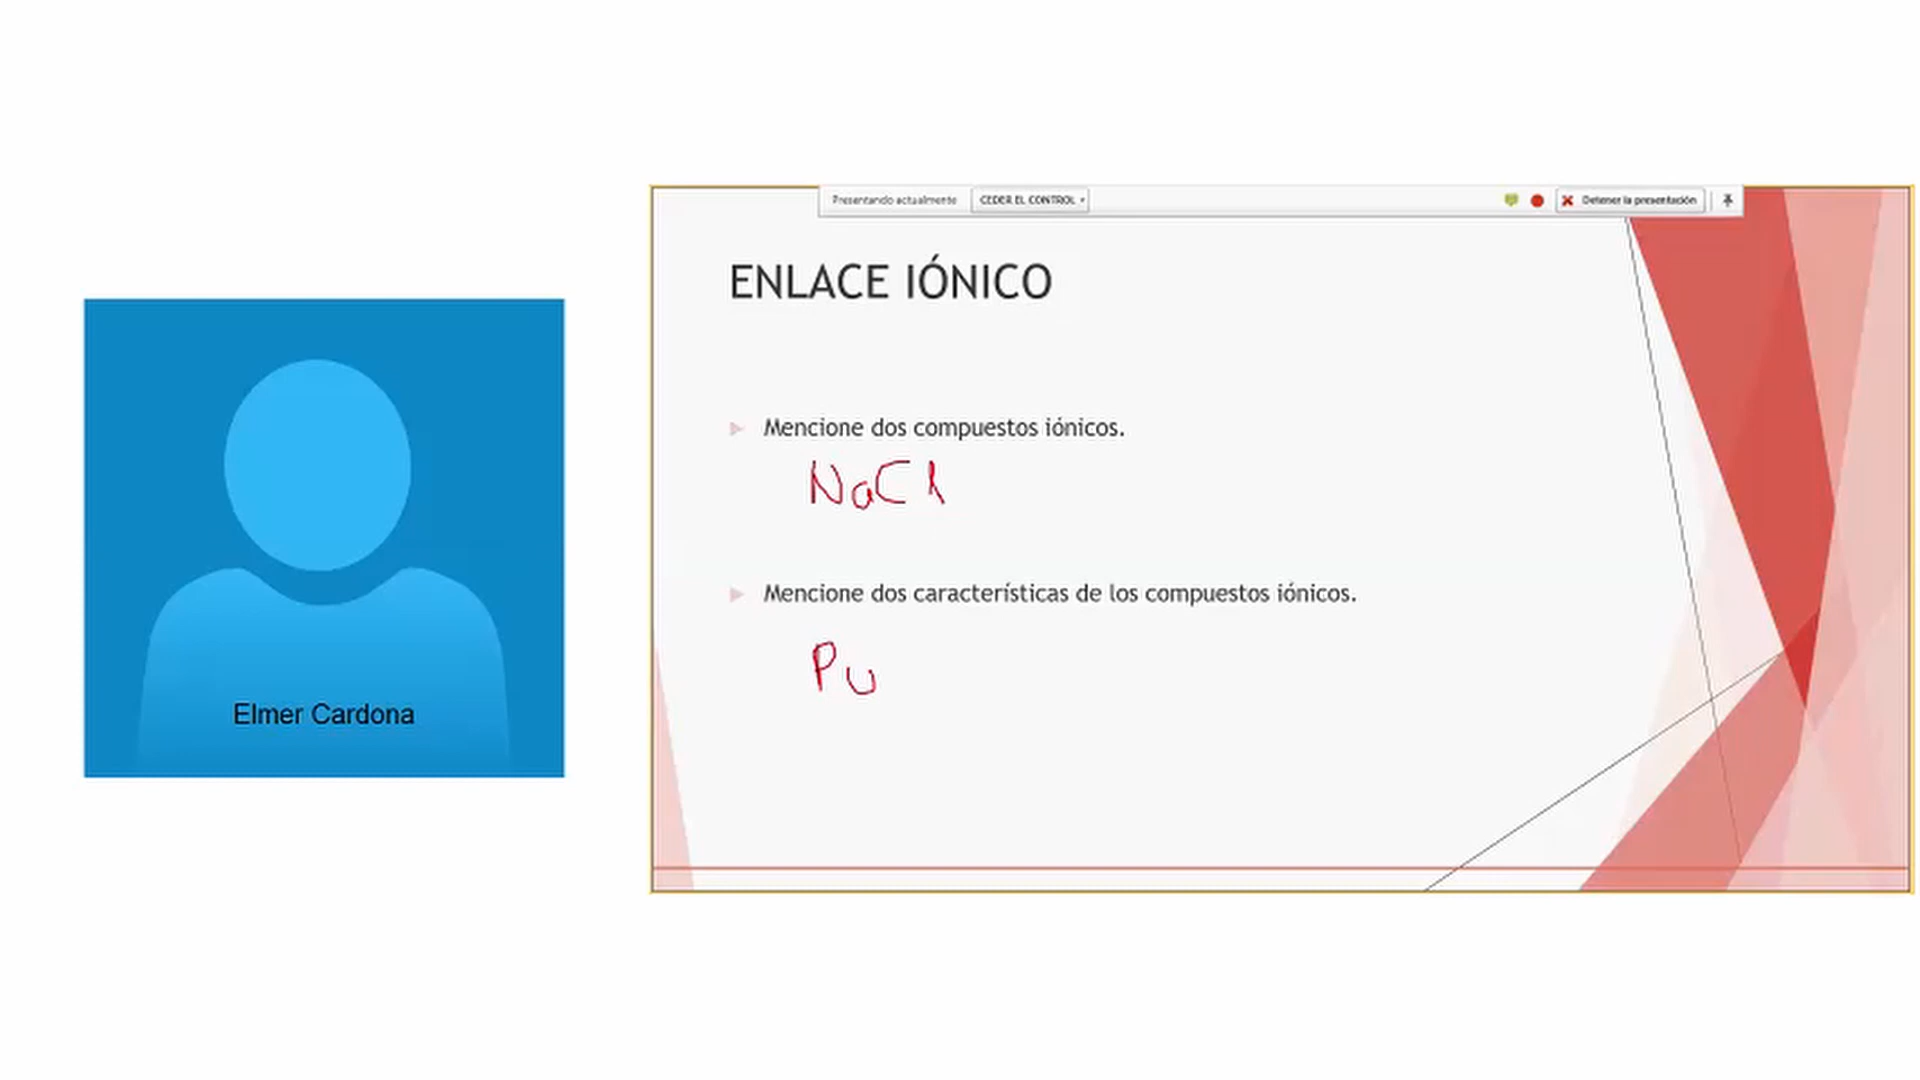 Presentando actualmente CEDER EL CONTROL Detener la presentación
ENLACE IÓNICO
Mencione dos compuestos iónicos.
NaCl
Mencione dos características de los compuestos iónicos.
Pu
Elmer Cardona